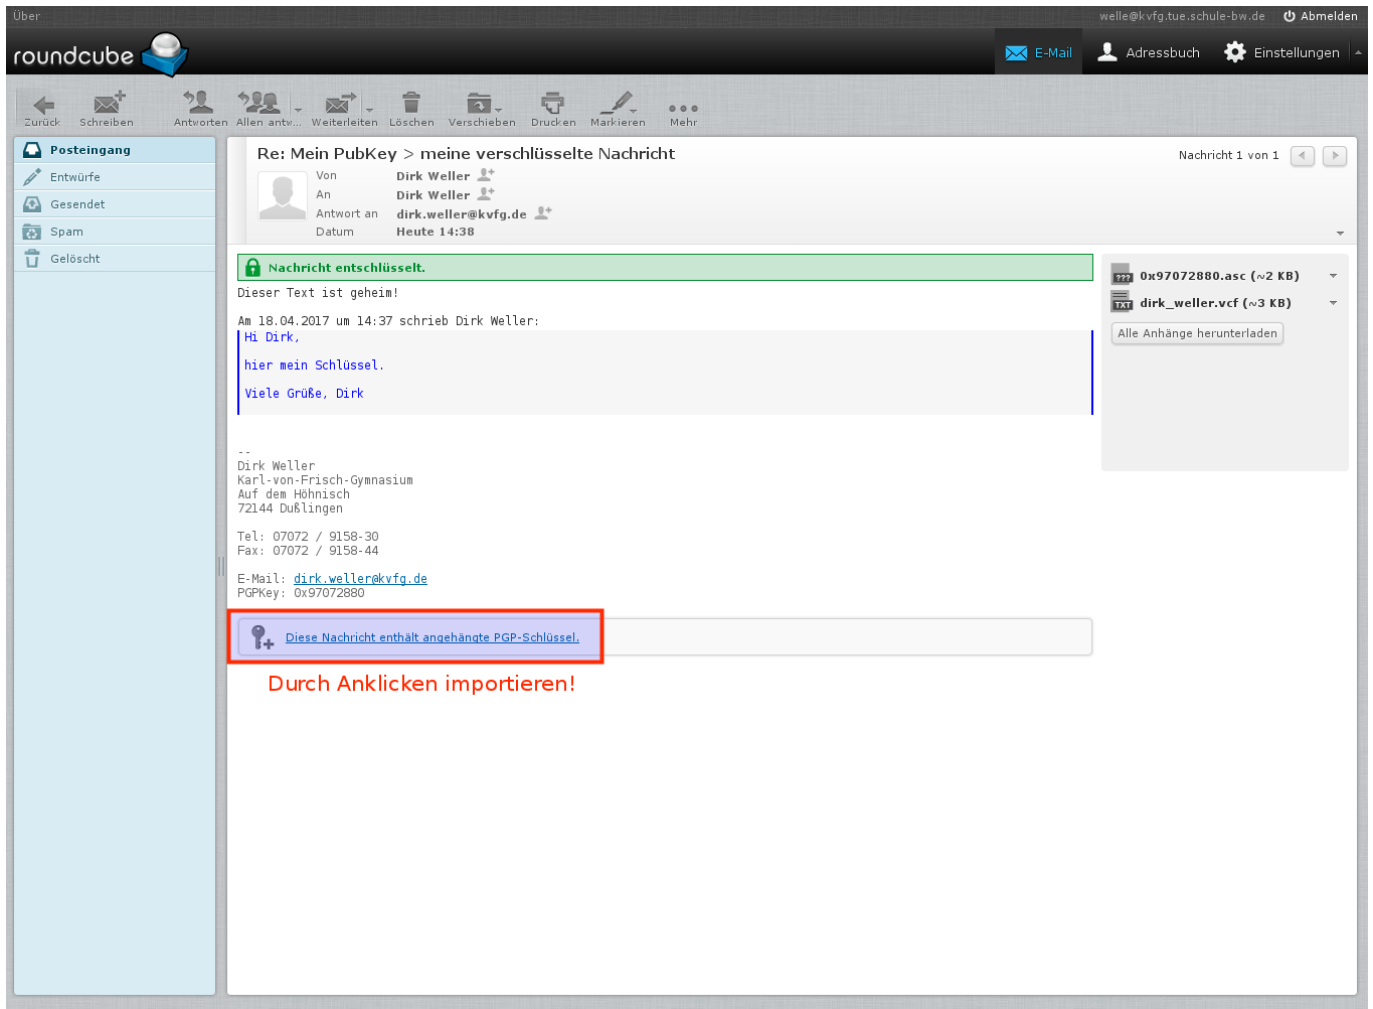 Über
welle@kvfg.tue.schule-bw.de Abmelden
roundcube
E-Mail Adressbuch Einstellungen
Zurück Schreiben Antworten Allen antw... Weiterleiten Löschen Verschieben Drucken Markieren Mehr
Posteingang
Entwürfe
Gesendet
Spam
Gelöscht
Re: Mein PubKey > meine verschlüsselte Nachricht
Nachricht 1 von 1
Von Dirk Weller
An Dirk Weller
Antwort an dirk.weller@kvfg.de
Datum Heute 14:38
Nachricht entschlüsselt.
Dieser Text ist geheim!
Am 18.04.2017 um 14:37 schrieb Dirk Weller:
Hi Dirk,
hier mein Schlüssel.
Viele Grüße, Dirk
--
Dirk Weller
Karl-von-Frisch-Gymnasium
Auf dem Höhnisch
72144 Dußlingen
Tel: 07072 / 9158-30
Fax: 07072 / 9158-44
E-Mail: dirk.weller@kvfg.de
PGPKey: 0x97072880
Diese Nachricht enthält angehängte PGP-Schlüssel.
Durch Anklicken importieren!
??? 0x97072880.asc (~2 KB)
TXT dirk_weller.vcf (~3 KB)
Alle Anhänge herunterladen